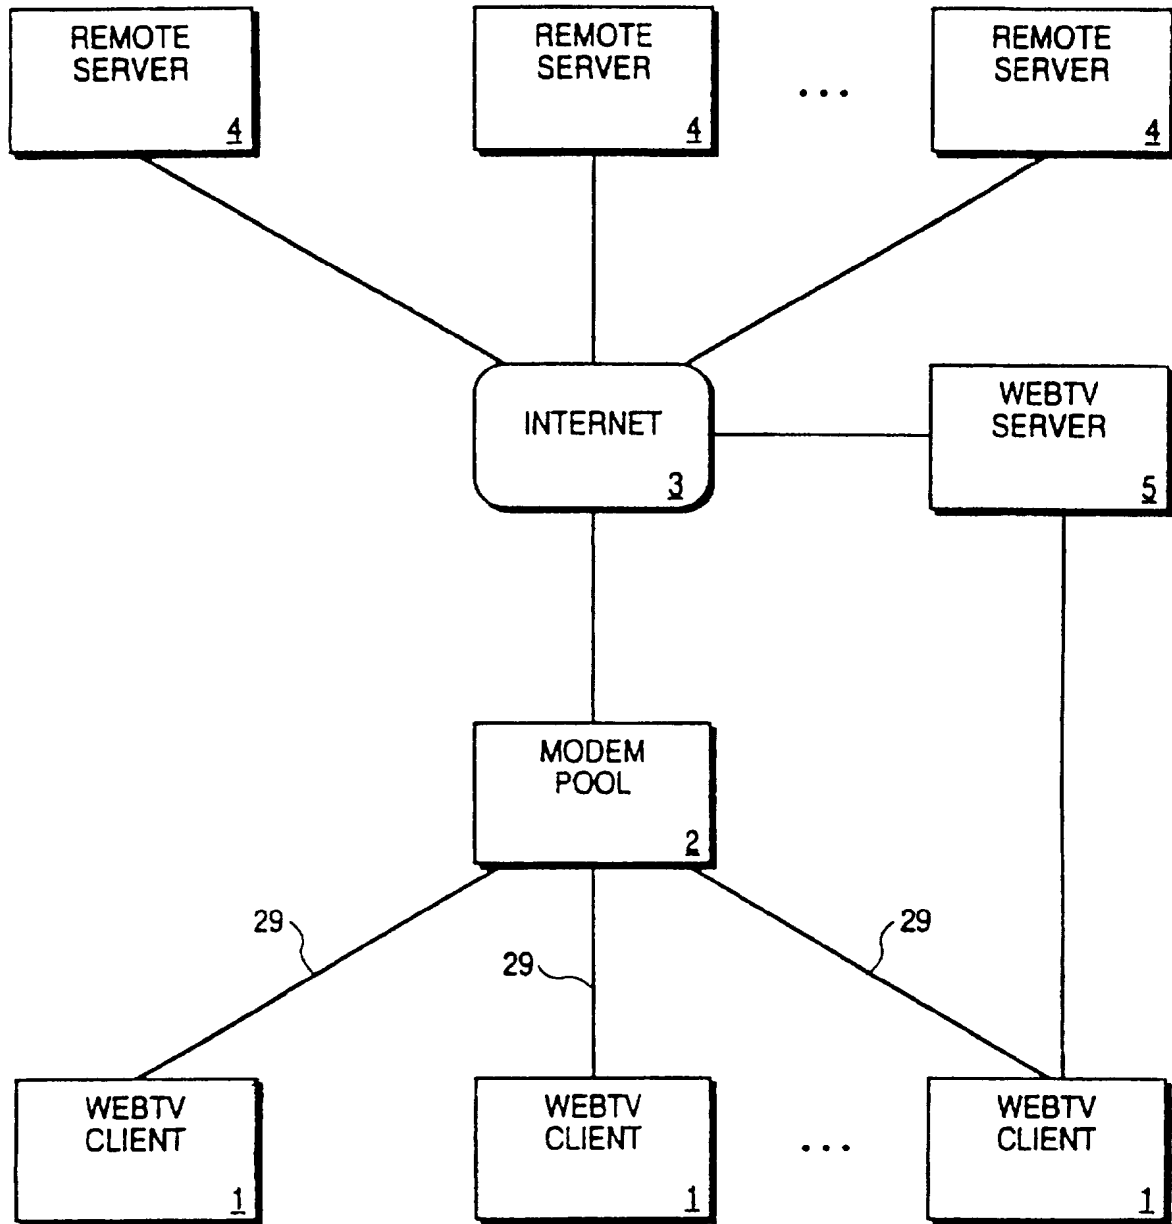 REMOTE
SERVER
4
REMOTE
SERVER
4
...
REMOTE
SERVER
4
INTERNET
3
WEBTV
SERVER
5
MODEM
POOL
2
29
29
29
WEBTV
CLIENT
1
WEBTV
CLIENT
1
...
WEBTV
CLIENT
1